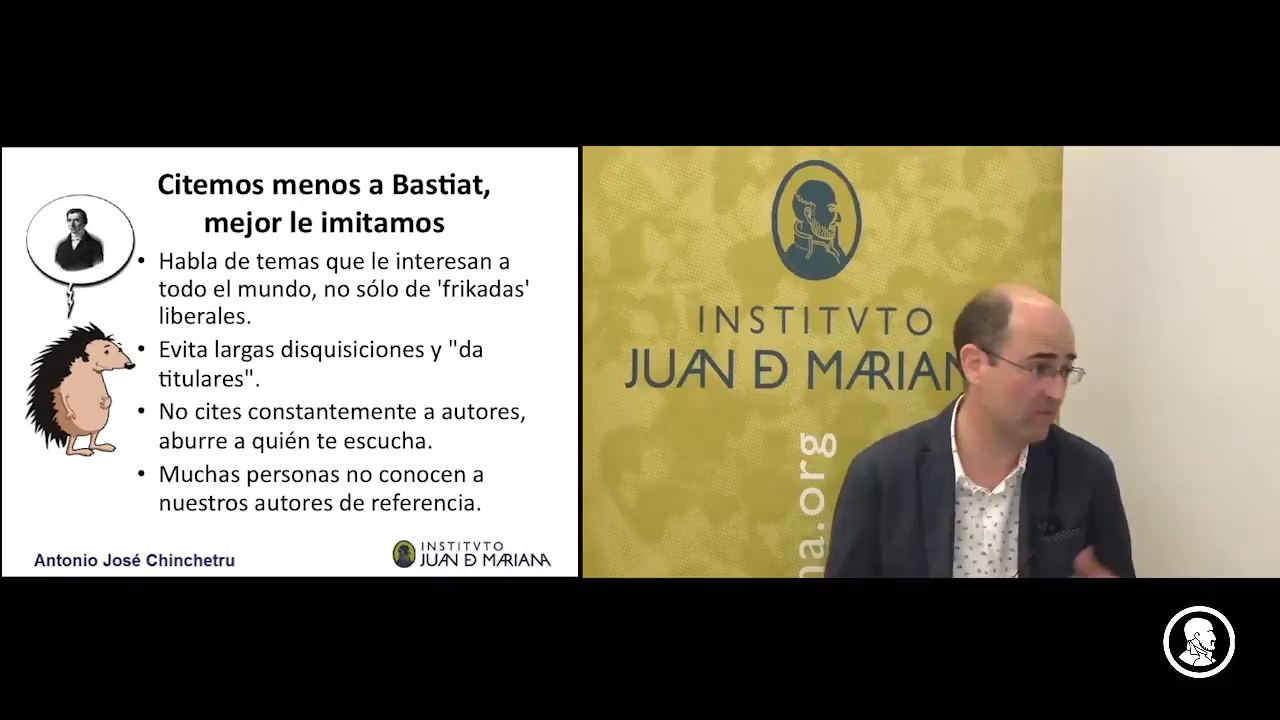 Citemos menos a Bastiat,
mejor le imitamos
• Habla de temas que le interesan a
todo el mundo, no sólo de 'frikadas'
liberales.
• Evita largas disquisiciones y "da
titulares".
• No cites constantemente a autores,
aburre a quién te escucha.
• Muchas personas no conocen a
nuestros autores de referencia.
Antonio José Chinchetru
INSTITVTO
JUAN DE MARIANA
INSTITVTO
JUAN DE MARIAN
na.org